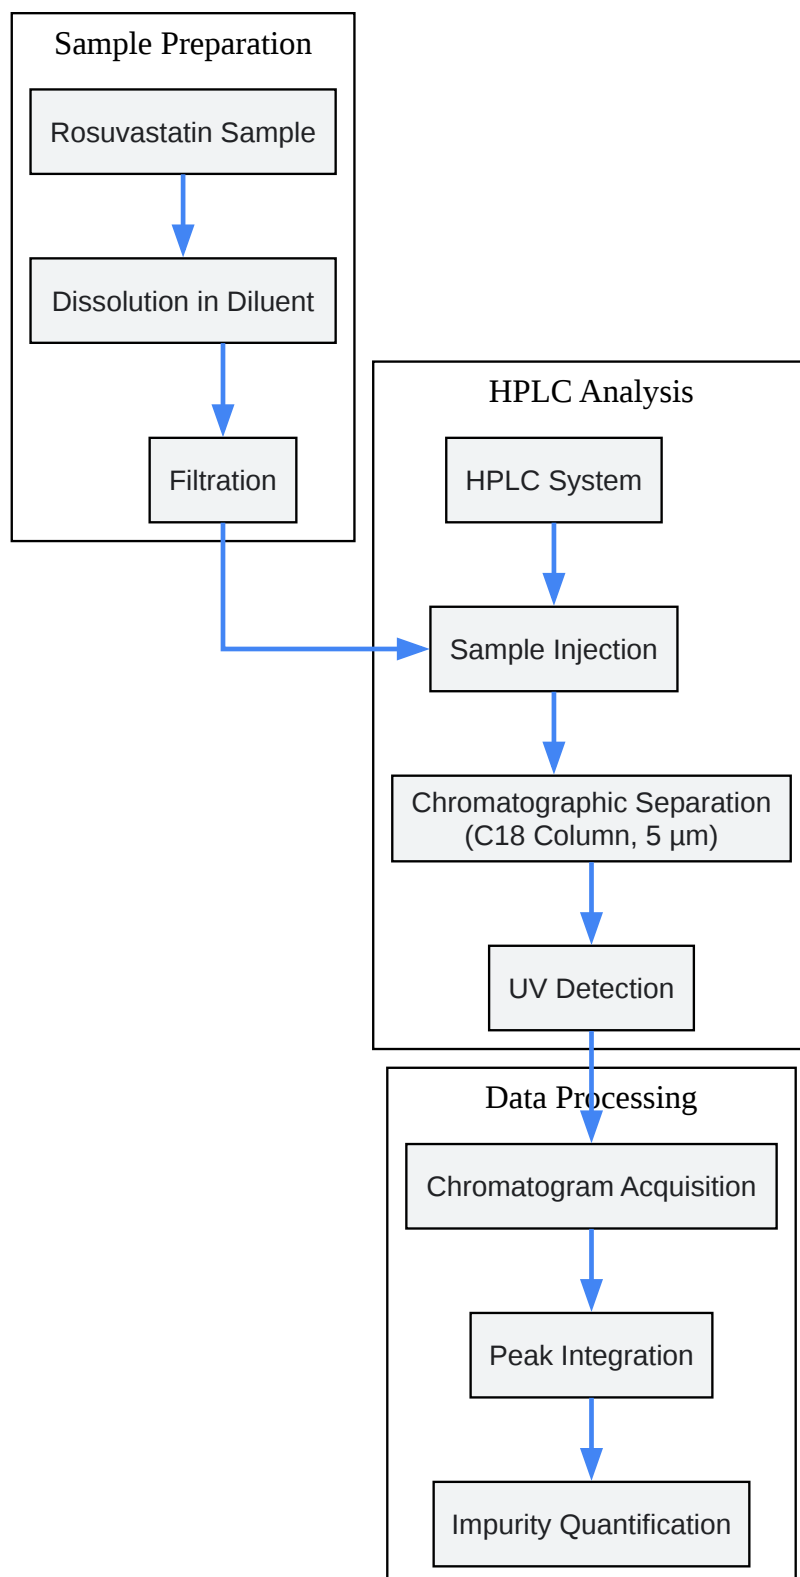 Sample Preparation
Rosuvastatin Sample
Dissolution in Diluent
Filtration
HPLC Analysis
HPLC System
Sample Injection
Chromatographic Separation
(C18 Column, 5 µm)
UV Detection
Data Processing
Chromatogram Acquisition
Peak Integration
Impurity Quantification